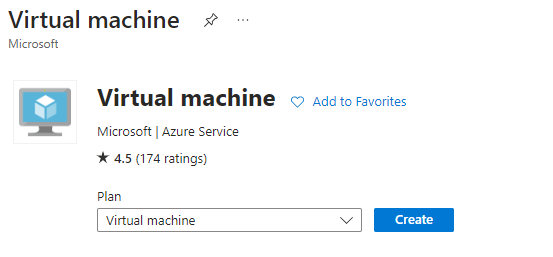 Virtual machine
Microsoft
Virtual machine
Add to Favorites
Microsoft | Azure Service
★ 4.5 (174 ratings)
Plan
Virtual machine
Create